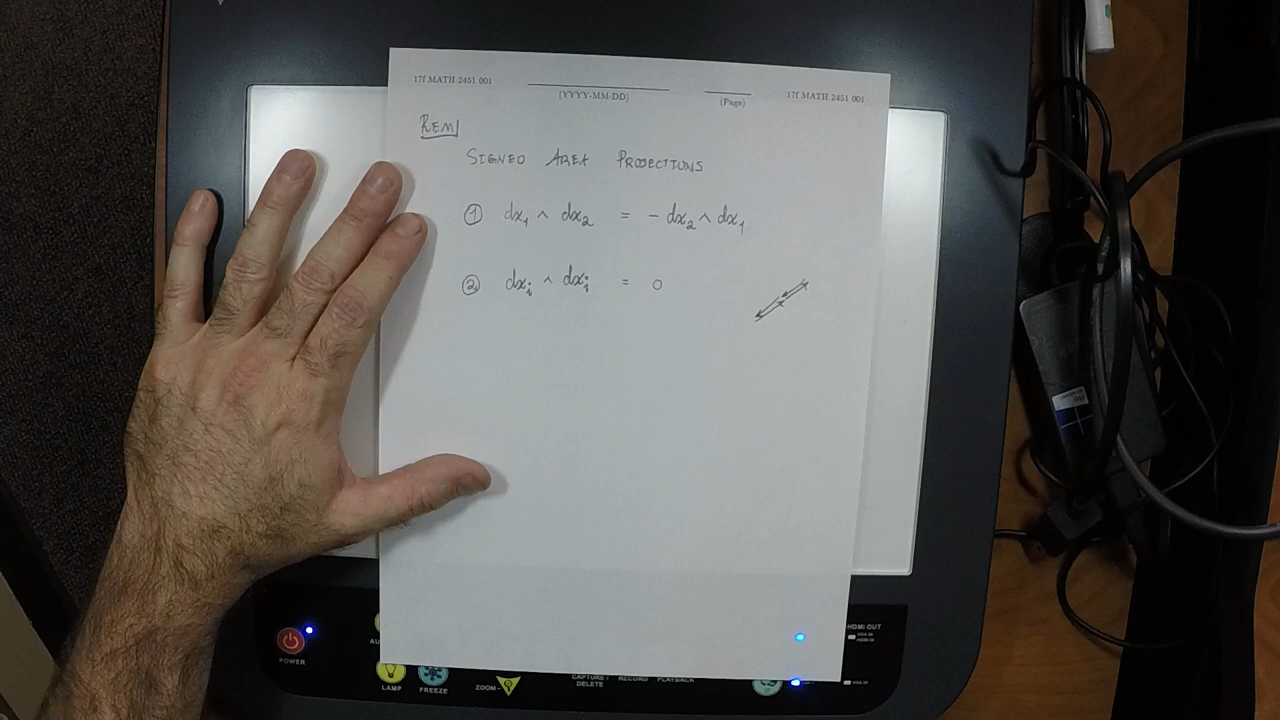 17f MATH 2451 001 (YYYY-MM-DD) (Page) 17f MATH 2451 001
REM
SIGNED AREA PROJECTIONS
① dx₁ ∧ dx₂ = - dx₂ ∧ dx₁
② dxᵢ ∧ dxᵢ = 0
POWER
LAMP
FREEZE
ZOOM
CAPTURE/
DELETE
RECORD
PLAYBACK
HDMI OUT